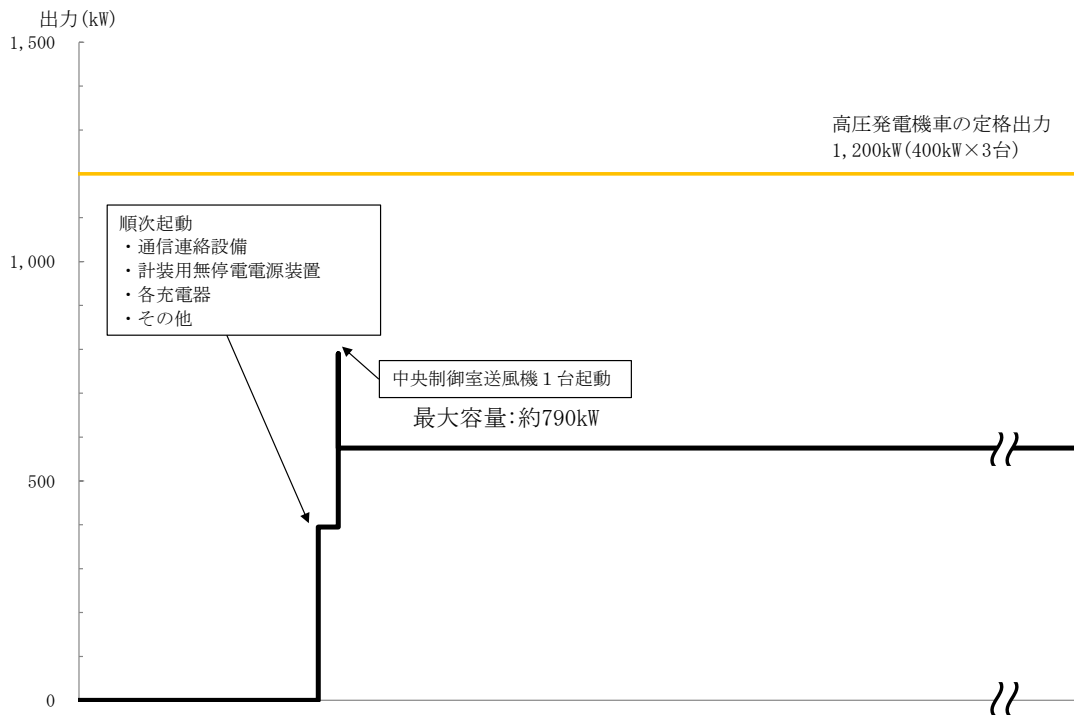 出力(kW)
1,500
高圧発電機車の定格出力
1,200kW(400kW×3台)
順次起動
・通信連絡設備
・計装用無停電電源装置
・各充電器
・その他
1,000
中央制御室送風機１台起動
最大容量:約790kW
500
0